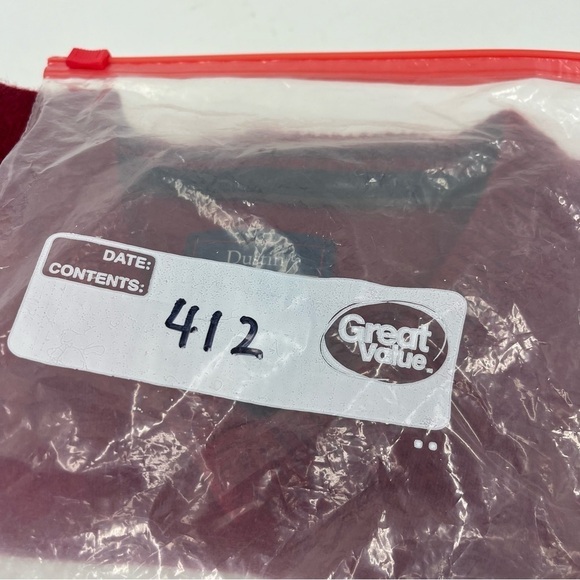 DATE:
CONTENTS:
412
Great
Value